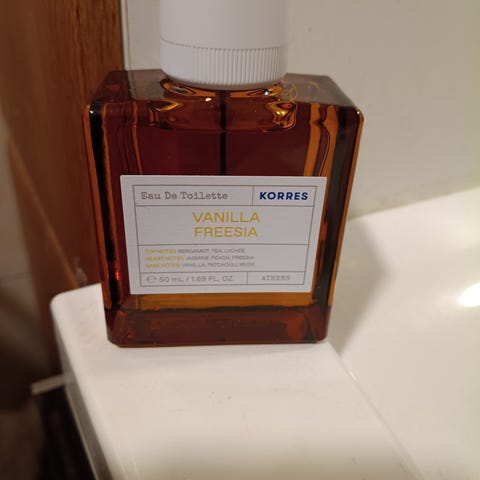 Eau De Toilette
KORRES
VANILLA
FREESIA
TOP NOTES: BERGAMOT, TEA, LYCHEE
HEART NOTES: JASMINE, PEACH, FREESIA
BASE NOTES: VANILLA, PATCHOULI, MUSK
℮ 50 mL / 1.69 FL. OZ.
ATHENS